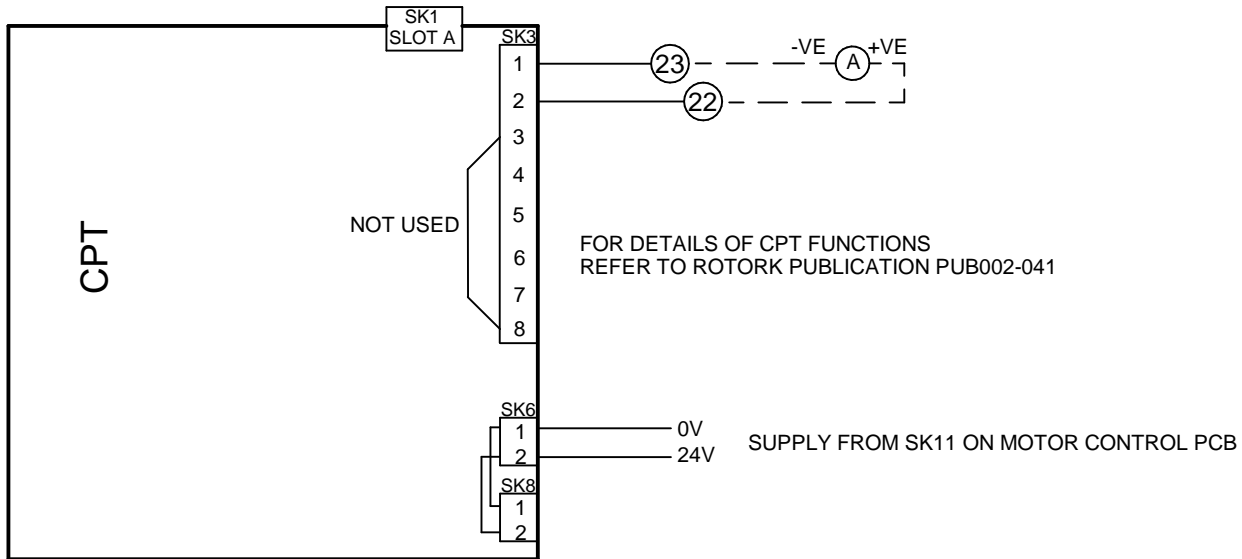 SK1
SLOT A
SK3
1
23
-VE
A
+VE
2
22
3
4
NOT USED
5
6
7
8
CPT
FOR DETAILS OF CPT FUNCTIONS
REFER TO ROTORK PUBLICATION PUB002-041
SK6
1
0V
2
24V
SUPPLY FROM SK11 ON MOTOR CONTROL PCB
SK8
1
2